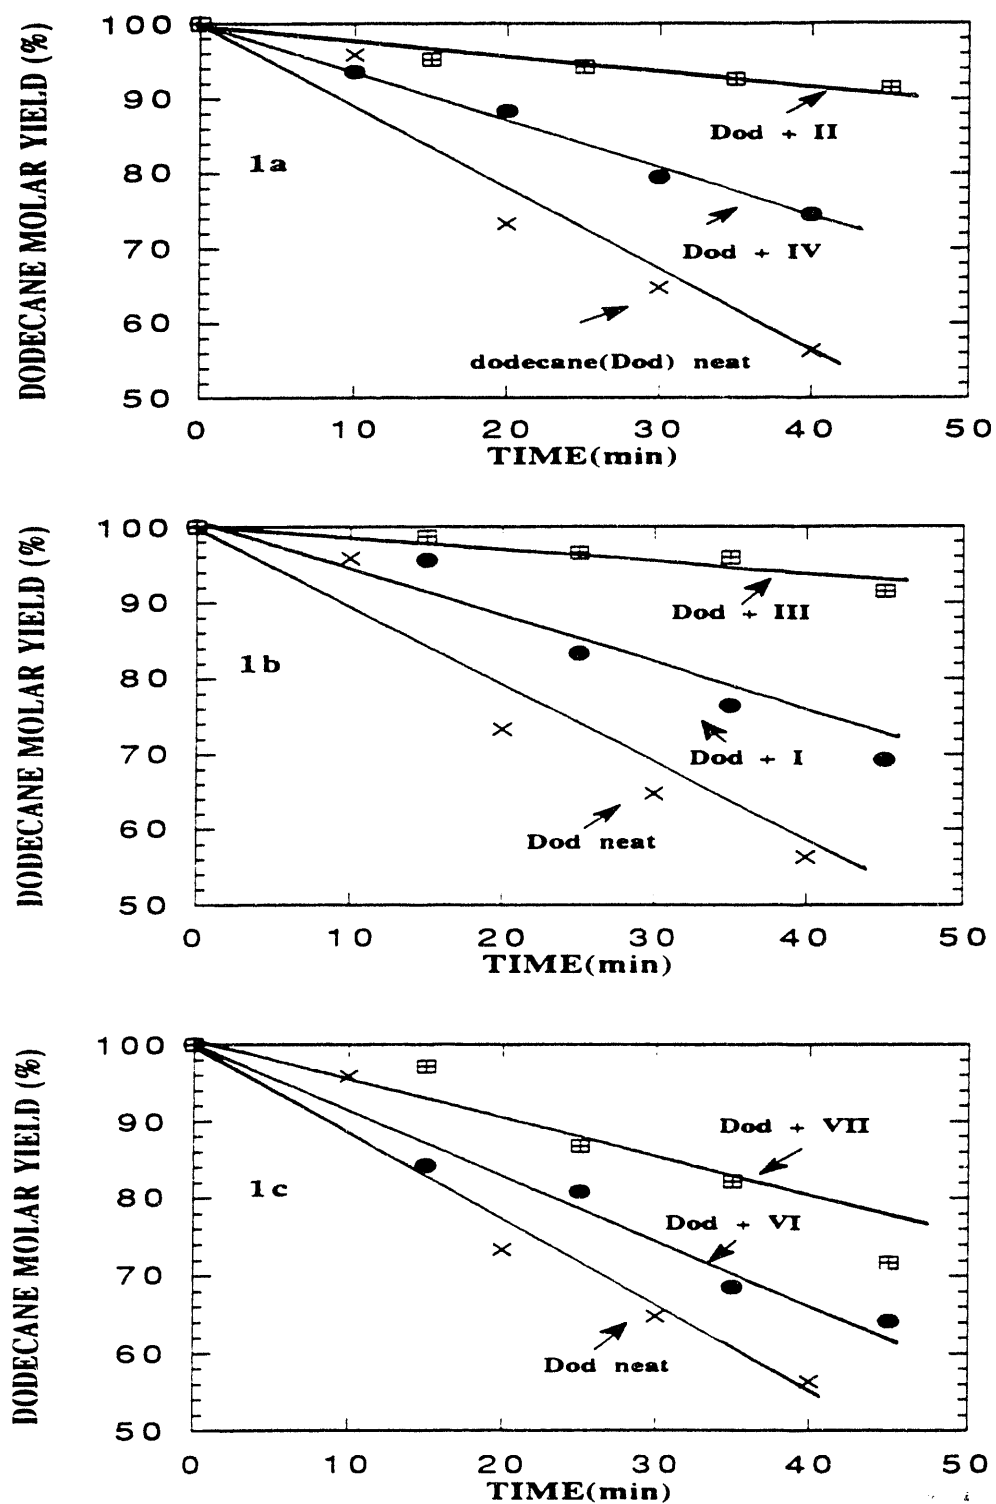 DODECANE MOLAR YIELD (%)
100
90
80
70
60
50
1a
Dod + II
Dod + IV
dodecane(Dod) neat
0 10 20 30 40 50
TIME(min)
DODECANE MOLAR YIELD (%)
100
90
80
70
60
50
1b
Dod + III
Dod + I
Dod neat
0 10 20 30 40 50
TIME(min)
DODECANE MOLAR YIELD (%)
100
90
80
70
60
50
1c
Dod + VII
Dod + VI
Dod neat
0 10 20 30 40 50
TIME(min)